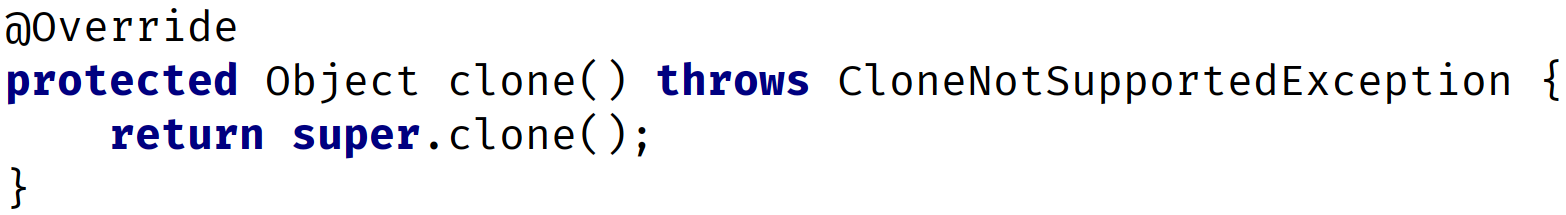 @Override
protected Object clone() throws CloneNotSupportedException {
    return super.clone();
}